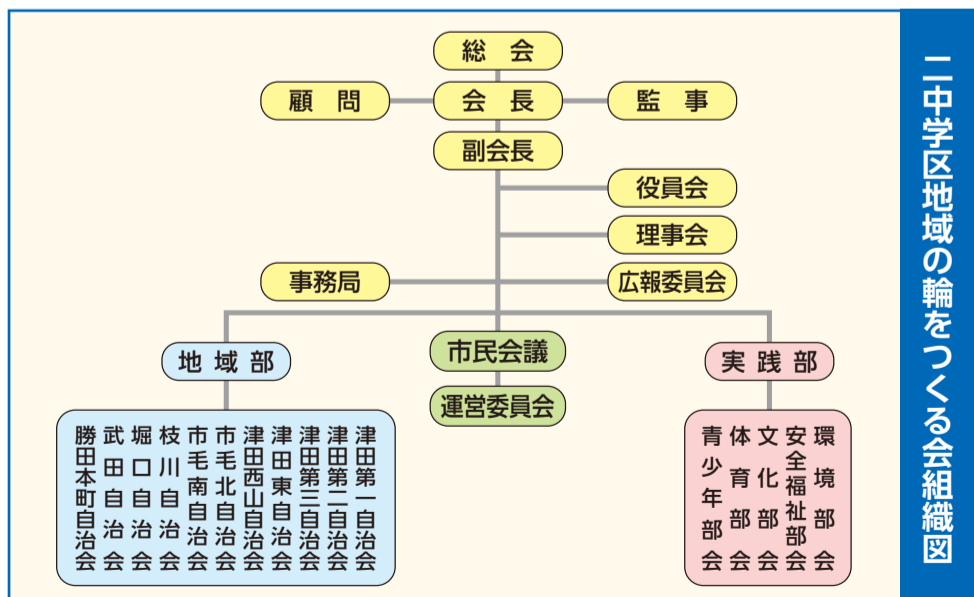 二中学区地域の輪をつくる会組織図
総会
顧問
会長
監事
副会長
役員会
理事会
事務局
広報委員会
地域部
市民会議
実践部
運営委員会
津田第一自治会
津田第二自治会
津田第三自治会
津田東自治会
津田西山自治会
市毛北自治会
市毛南自治会
枝川自治会
堀口自治会
武田自治会
勝田本町自治会
環境部会
安全福祉部会
文化部会
体育部会
青少年部会